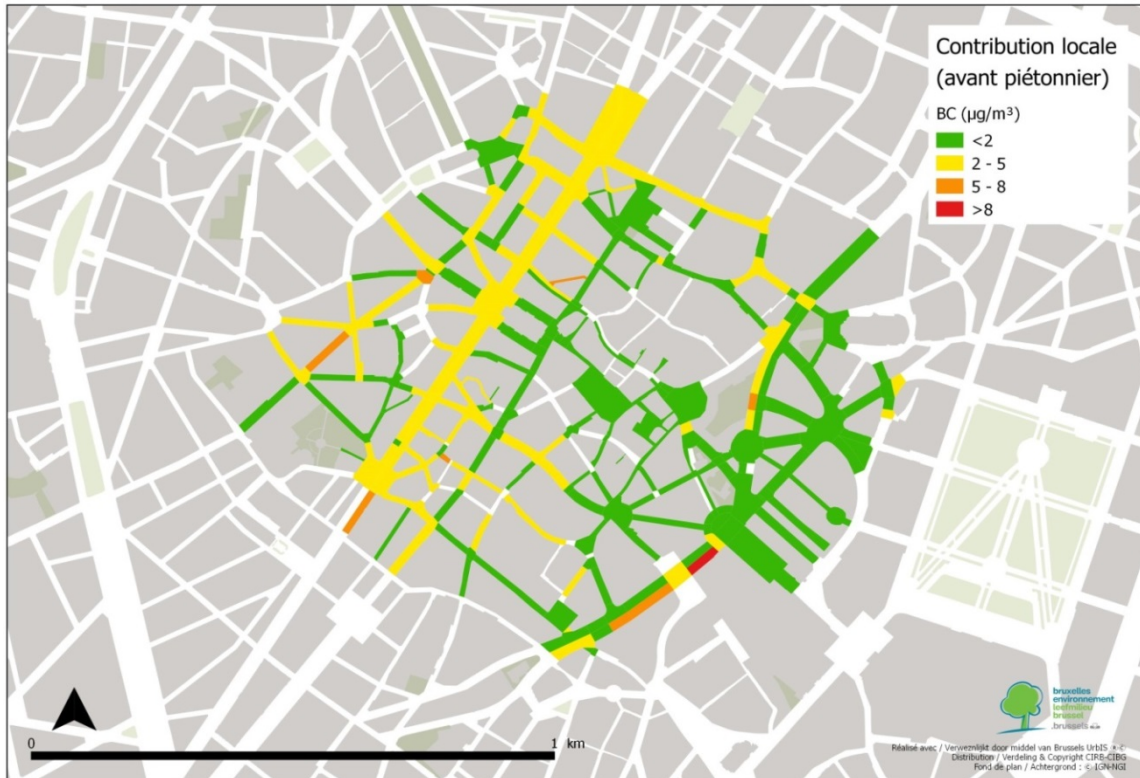 Contribution locale
(avant piétonnier)
BC (µg/m³)
<2
2 - 5
5 - 8
>8
bruxelles
environnement
leefmilieu
brussel
.brussels
0
1 km
Réalisé avec / Verwezenlijkt door middel van Brussels UrbIS ® ©
Distribution / Verdeling & Copyright CIRB-CIBG
Fond de plan / Achtergrond : © IGN-NGI